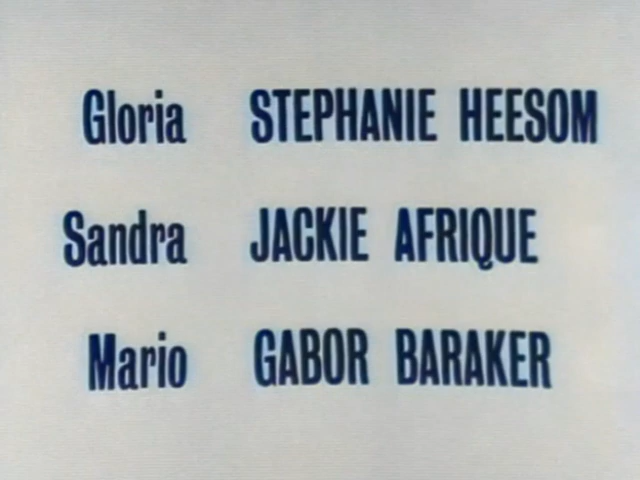 Gloria STEPHANIE HEESOM
Sandra JACKIE AFRIQUE
Mario GABOR BARAKER